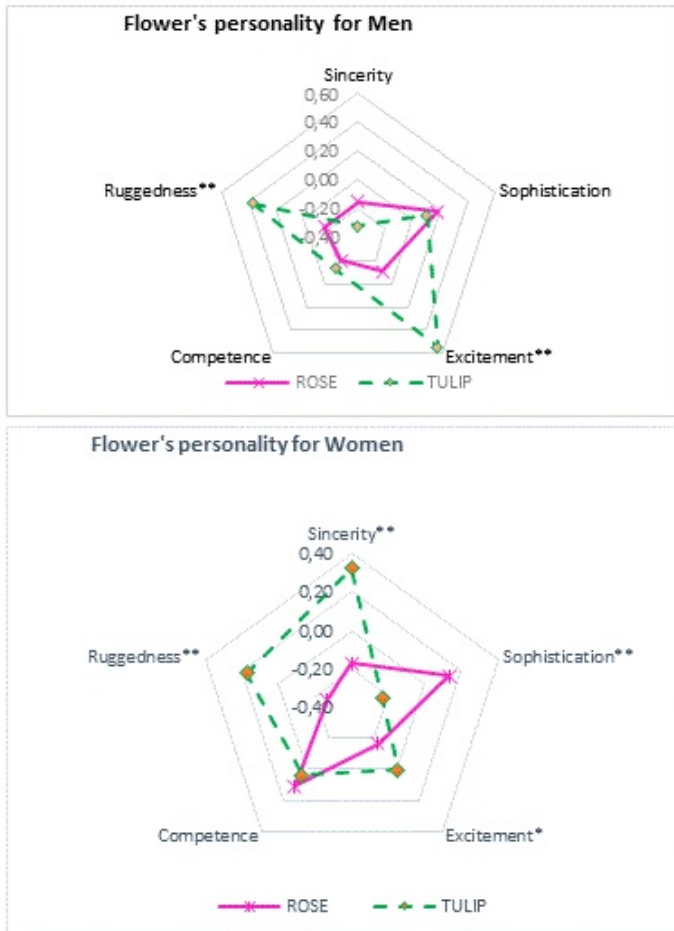 Flower's personality for Men
Sincerity
0,60
0,40
0,20
0,00
-0,20
-0,40
Ruggedness**
Sophistication
Competence
Excitement**
ROSE
TULIP
Flower's personality for Women
Sincerity**
0,40
0,20
0,00
-0,20
-0,40
Ruggedness**
Sophistication**
Competence
Excitement*
ROSE
TULIP